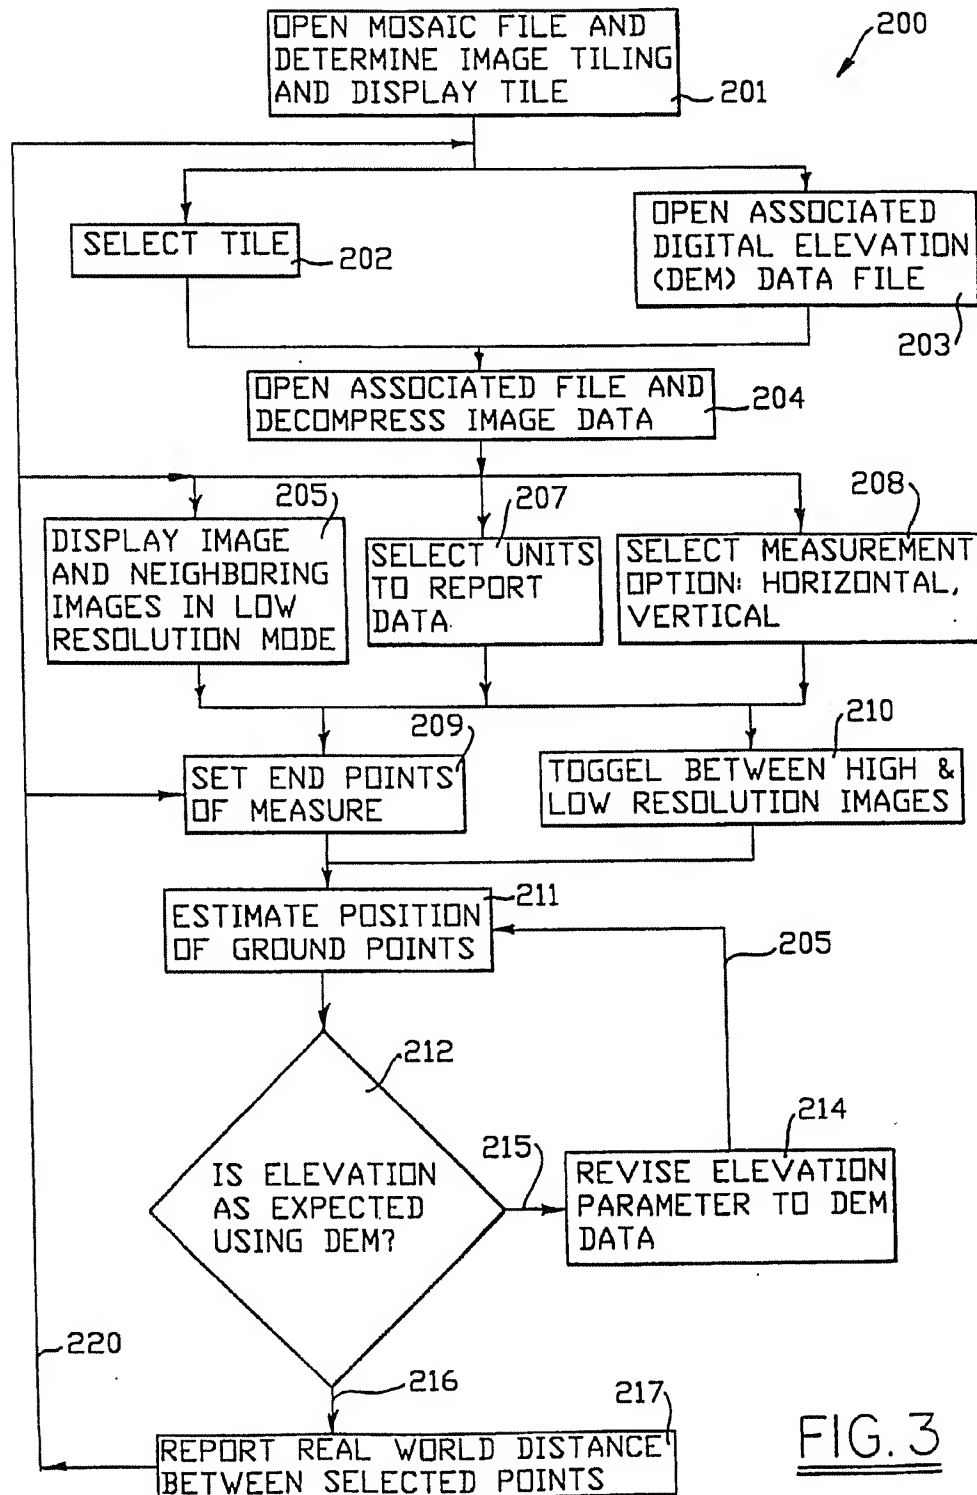 OPEN MOSAIC FILE AND
DETERMINE IMAGE TILING
AND DISPLAY TILE
201
200
SELECT TILE
202
OPEN ASSOCIATED
DIGITAL ELEVATION
(DEM) DATA FILE
203
OPEN ASSOCIATED FILE AND
DECOMPRESS IMAGE DATA
204
205
DISPLAY IMAGE
AND NEIGHBORING
IMAGES IN LOW
RESOLUTION MODE
207
SELECT UNITS
TO REPORT
DATA
208
SELECT MEASUREMENT
OPTION: HORIZONTAL,
VERTICAL
209
SET END POINTS
OF MEASURE
210
TOGGEL BETWEEN HIGH &
LOW RESOLUTION IMAGES
211
ESTIMATE POSITION
OF GROUND POINTS
205
212
IS ELEVATION
AS EXPECTED
USING DEM?
215
214
REVISE ELEVATION
PARAMETER TO DEM
DATA
220
216
217
REPORT REAL WORLD DISTANCE
BETWEEN SELECTED POINTS
FIG. 3